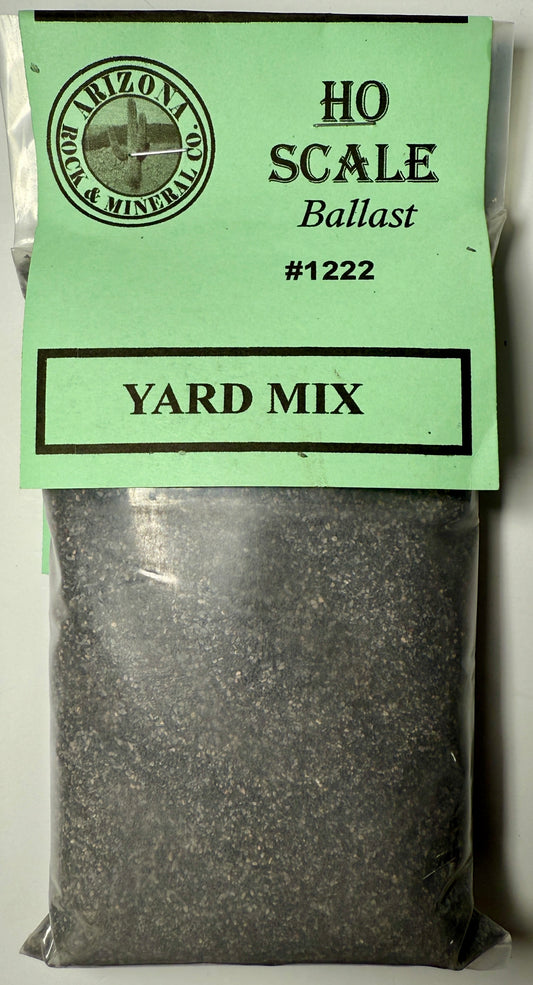 ARIZONA
ROCK & MINERAL CO.
HO
SCALE
Ballast
#1222
YARD MIX